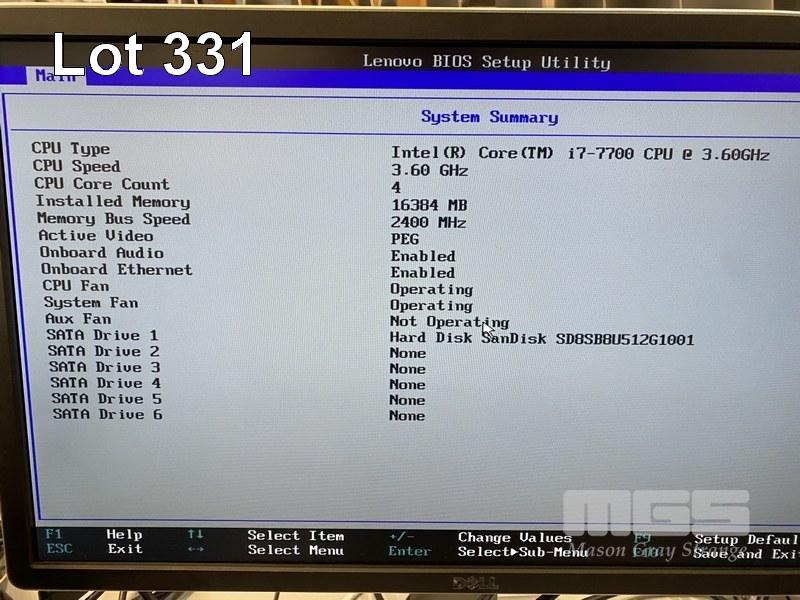 Lot 331
Lenovo BIOS Setup Utility
Main
System Summary
CPU Type Intel(R) Core(TM) i7-7700 CPU @ 3.60GHz
CPU Speed 3.60 GHz
CPU Core Count 4
Installed Memory 16384 MB
Memory Bus Speed 2400 MHz
Active Video PEG
Onboard Audio Enabled
Onboard Ethernet Enabled
CPU Fan Operating
System Fan Operating
Aux Fan Not Operating
SATA Drive 1 Hard Disk SanDisk SD8SB8U512G1001
SATA Drive 2 None
SATA Drive 3 None
SATA Drive 4 None
SATA Drive 5 None
SATA Drive 6 None
MGS
Mason Gray Strange
F1 Help ↑↓ Select Item +/- Change Values F9 Setup Defaul
ESC Exit ↔ Select Menu Enter Select▶Sub-Menu F10 Save and Exi
DELL